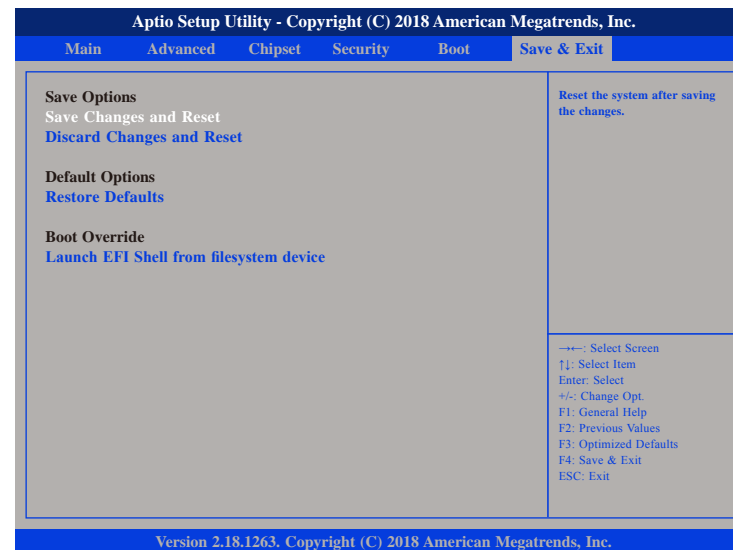 Aptio Setup Utility - Copyright (C) 2018 American Megatrends, Inc.
Main Advanced Chipset Security Boot Save & Exit
Save Options
Save Changes and Reset
Discard Changes and Reset
Default Options
Restore Defaults
Boot Override
Launch EFI Shell from filesystem device
Reset the system after saving
the changes.
→←: Select Screen
↑↓: Select Item
Enter: Select
+/-: Change Opt.
F1: General Help
F2: Previous Values
F3: Optimized Defaults
F4: Save & Exit
ESC: Exit
Version 2.18.1263. Copyright (C) 2018 American Megatrends, Inc.